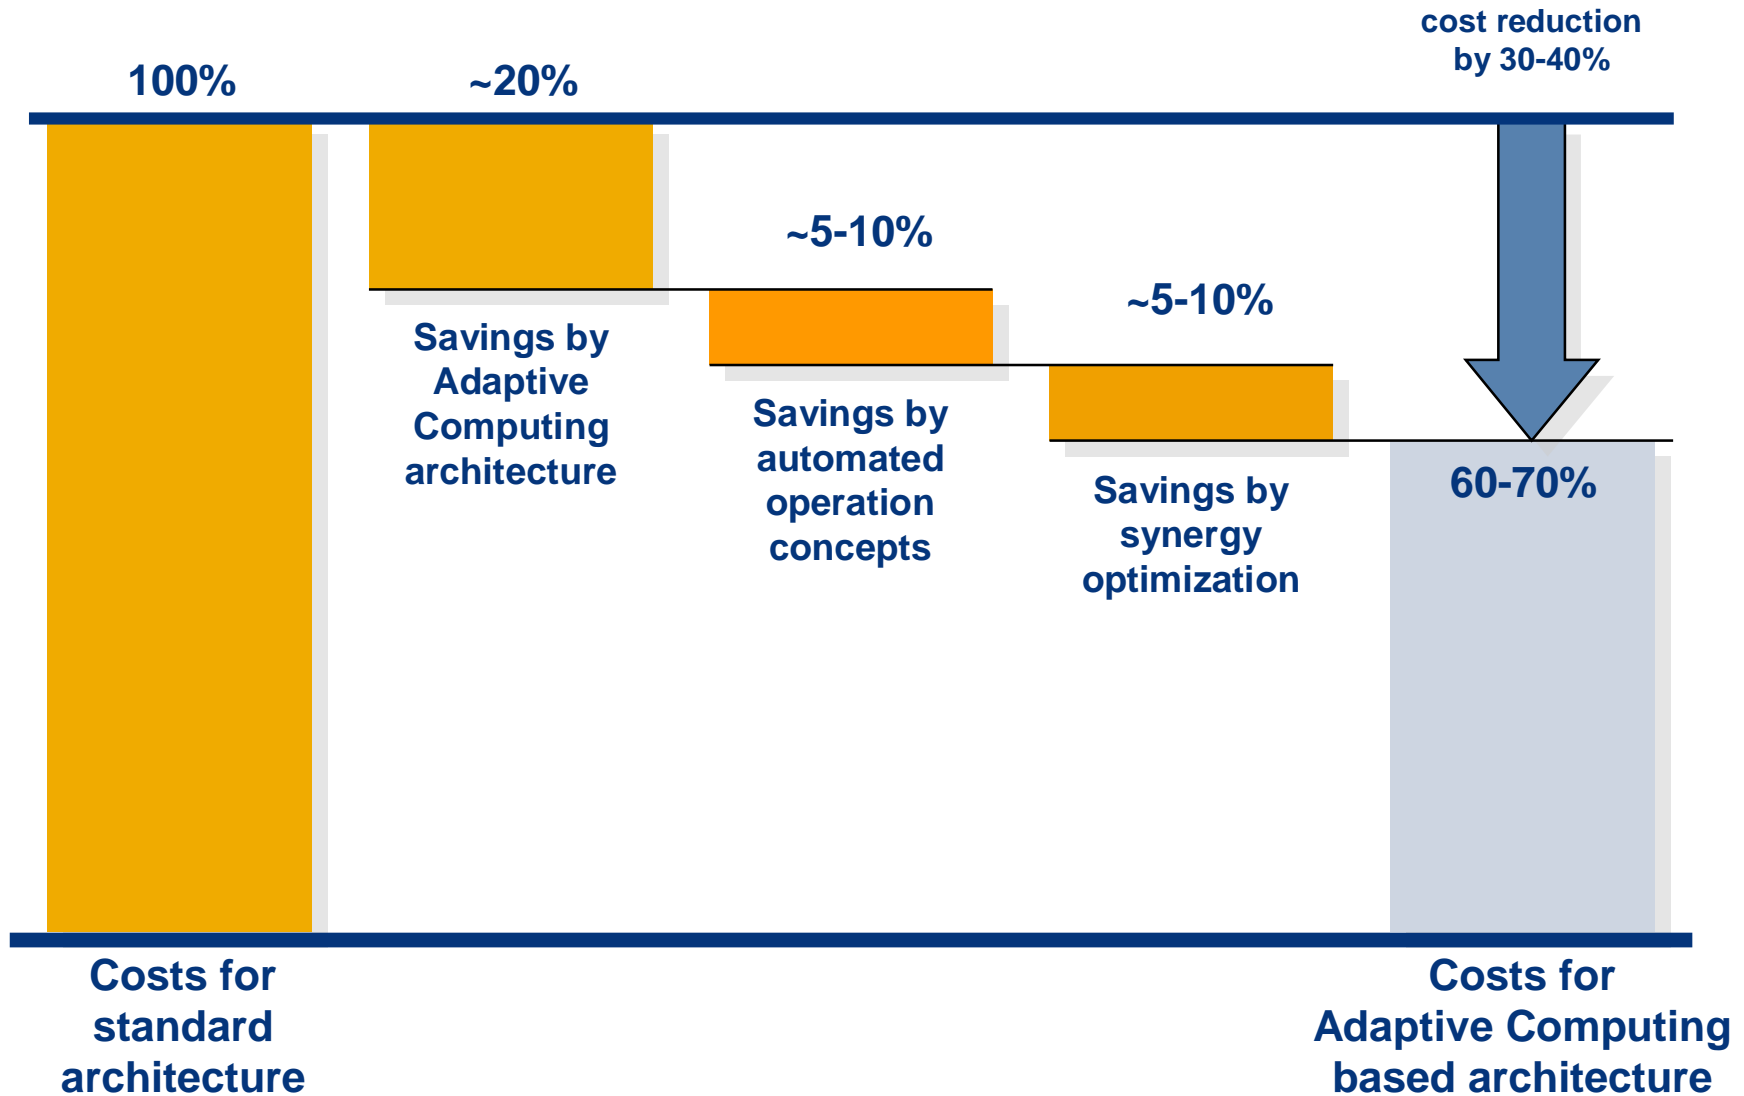 cost reduction
by 30-40%
100%
~20%
~5-10%
~5-10%
Savings by
Adaptive
Computing
architecture
Savings by
automated
operation
concepts
Savings by
synergy
optimization
60-70%
Costs for
standard
architecture
Costs for
Adaptive Computing
based architecture